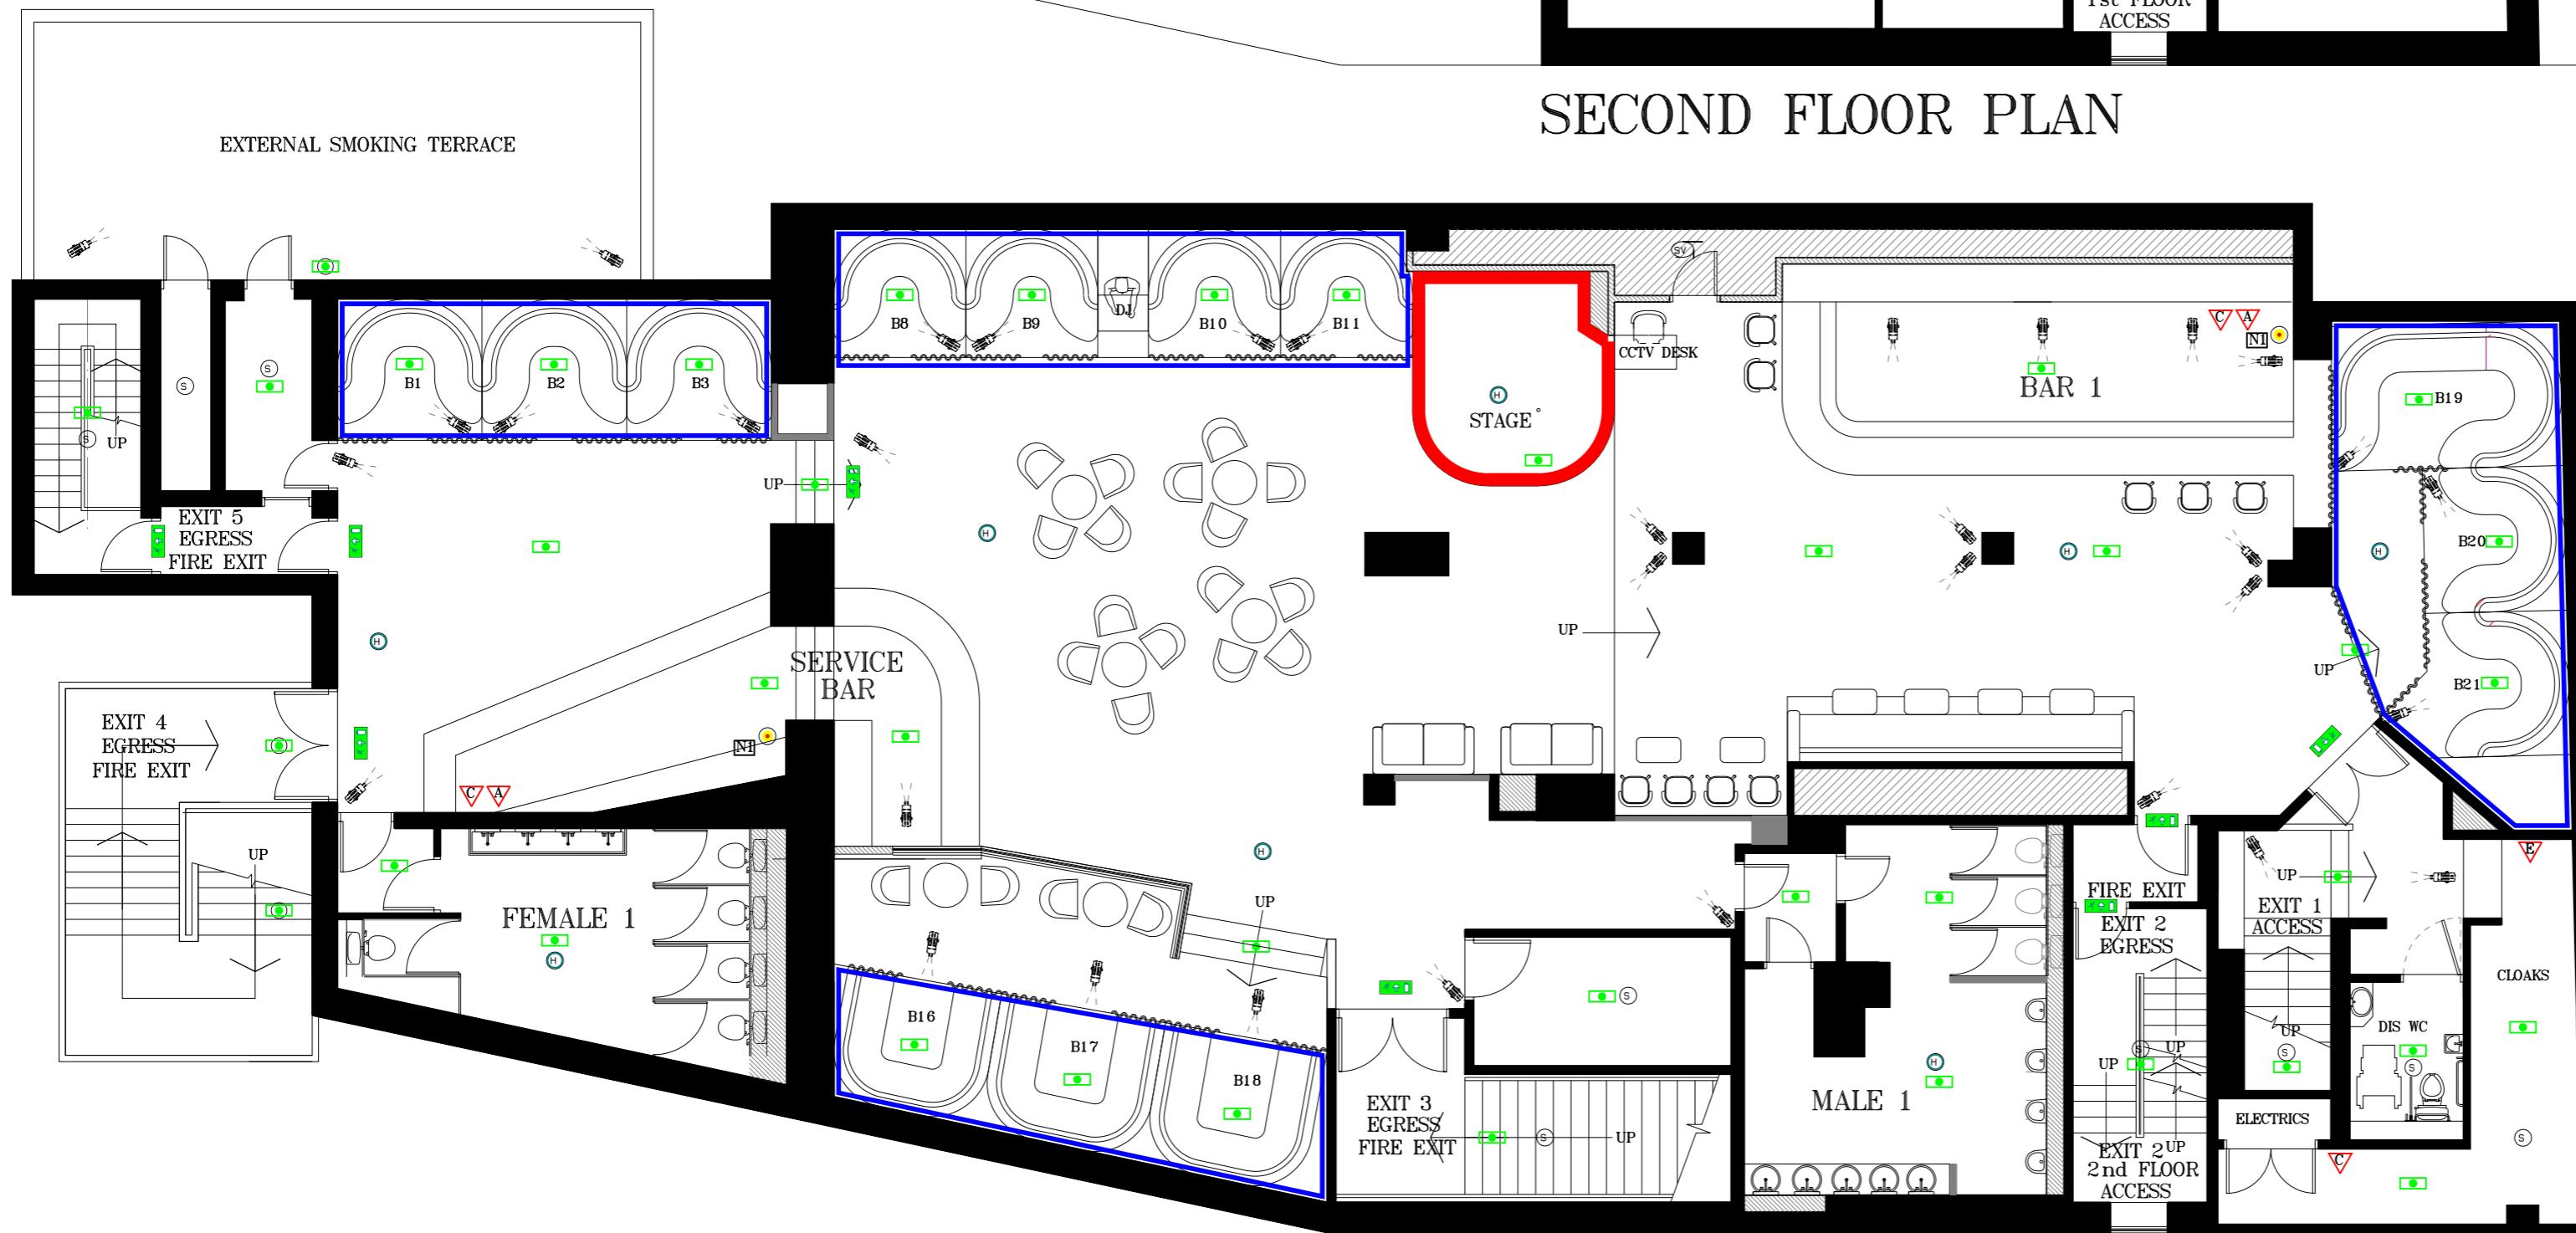 1st FLOOR
ACCESS
SECOND FLOOR PLAN
EXTERNAL SMOKING TERRACE
SV
B8
B9
DJ
B10
B11
CCTV DESK
C
A
N1
B1
B2
B3
S
S
H
STAGE
BAR 1
B19
S
UP
UP
EXIT 5
EGRESS
FIRE EXIT
H
H
H
B20
H
UP
SERVICE
BAR
UP
B21
EXIT 4
EGRESS
FIRE EXIT
N1
C
A
UP
H
E
FEMALE 1
H
UP
FIRE EXIT
EXIT 2
EGRESS
UP
EXIT 1
ACCESS
CLOAKS
B16
B17
B18
S
H
UP
S
UP
UP
S
DIS WC
S
EXIT 3
EGRESS
FIRE EXIT
S
UP
MALE 1
ELECTRICS
S
EXIT 2
UP
2nd FLOOR
ACCESS
C